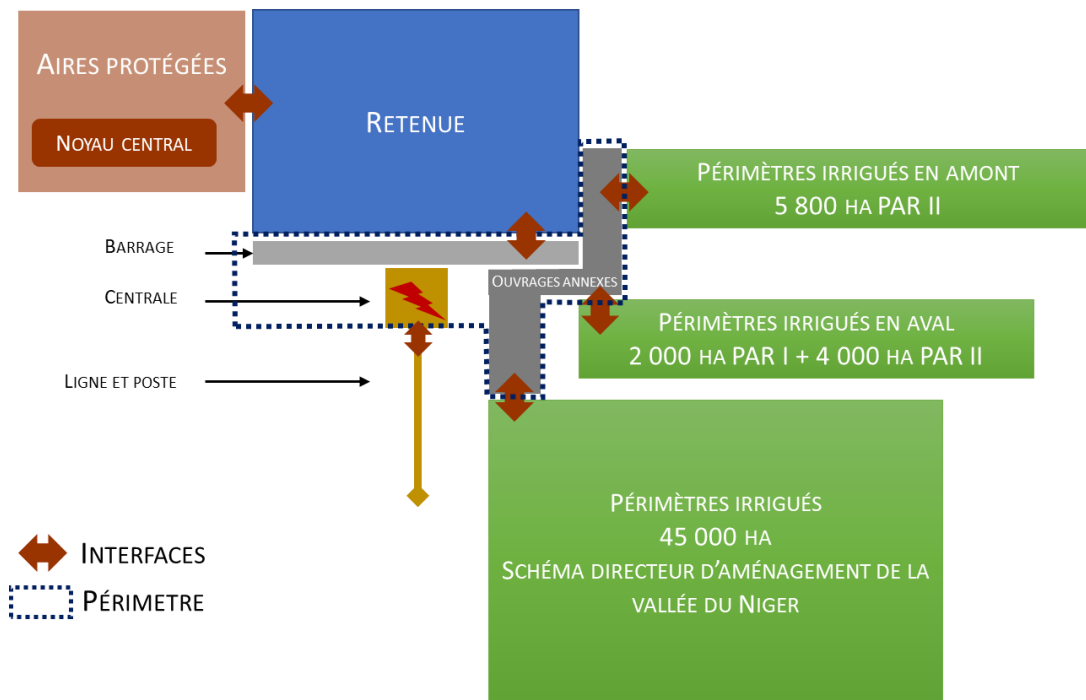 AIRES PROTÉGÉES
NOYAU CENTRAL
RETENUE
PÉRIMÈTRES IRRIGUÉS EN AMONT
5 800 HA PAR II
BARRAGE
CENTRALE
OUVRAGES ANNEXES
PÉRIMÈTRES IRRIGUÉS EN AVAL
2 000 HA PAR I + 4 000 HA PAR II
LIGNE ET POSTE
PÉRIMÈTRES IRRIGUÉS
45 000 HA
SCHÉMA DIRECTEUR D'AMÉNAGEMENT DE LA
VALLÉE DU NIGER
INTERFACES
PÉRIMETRE